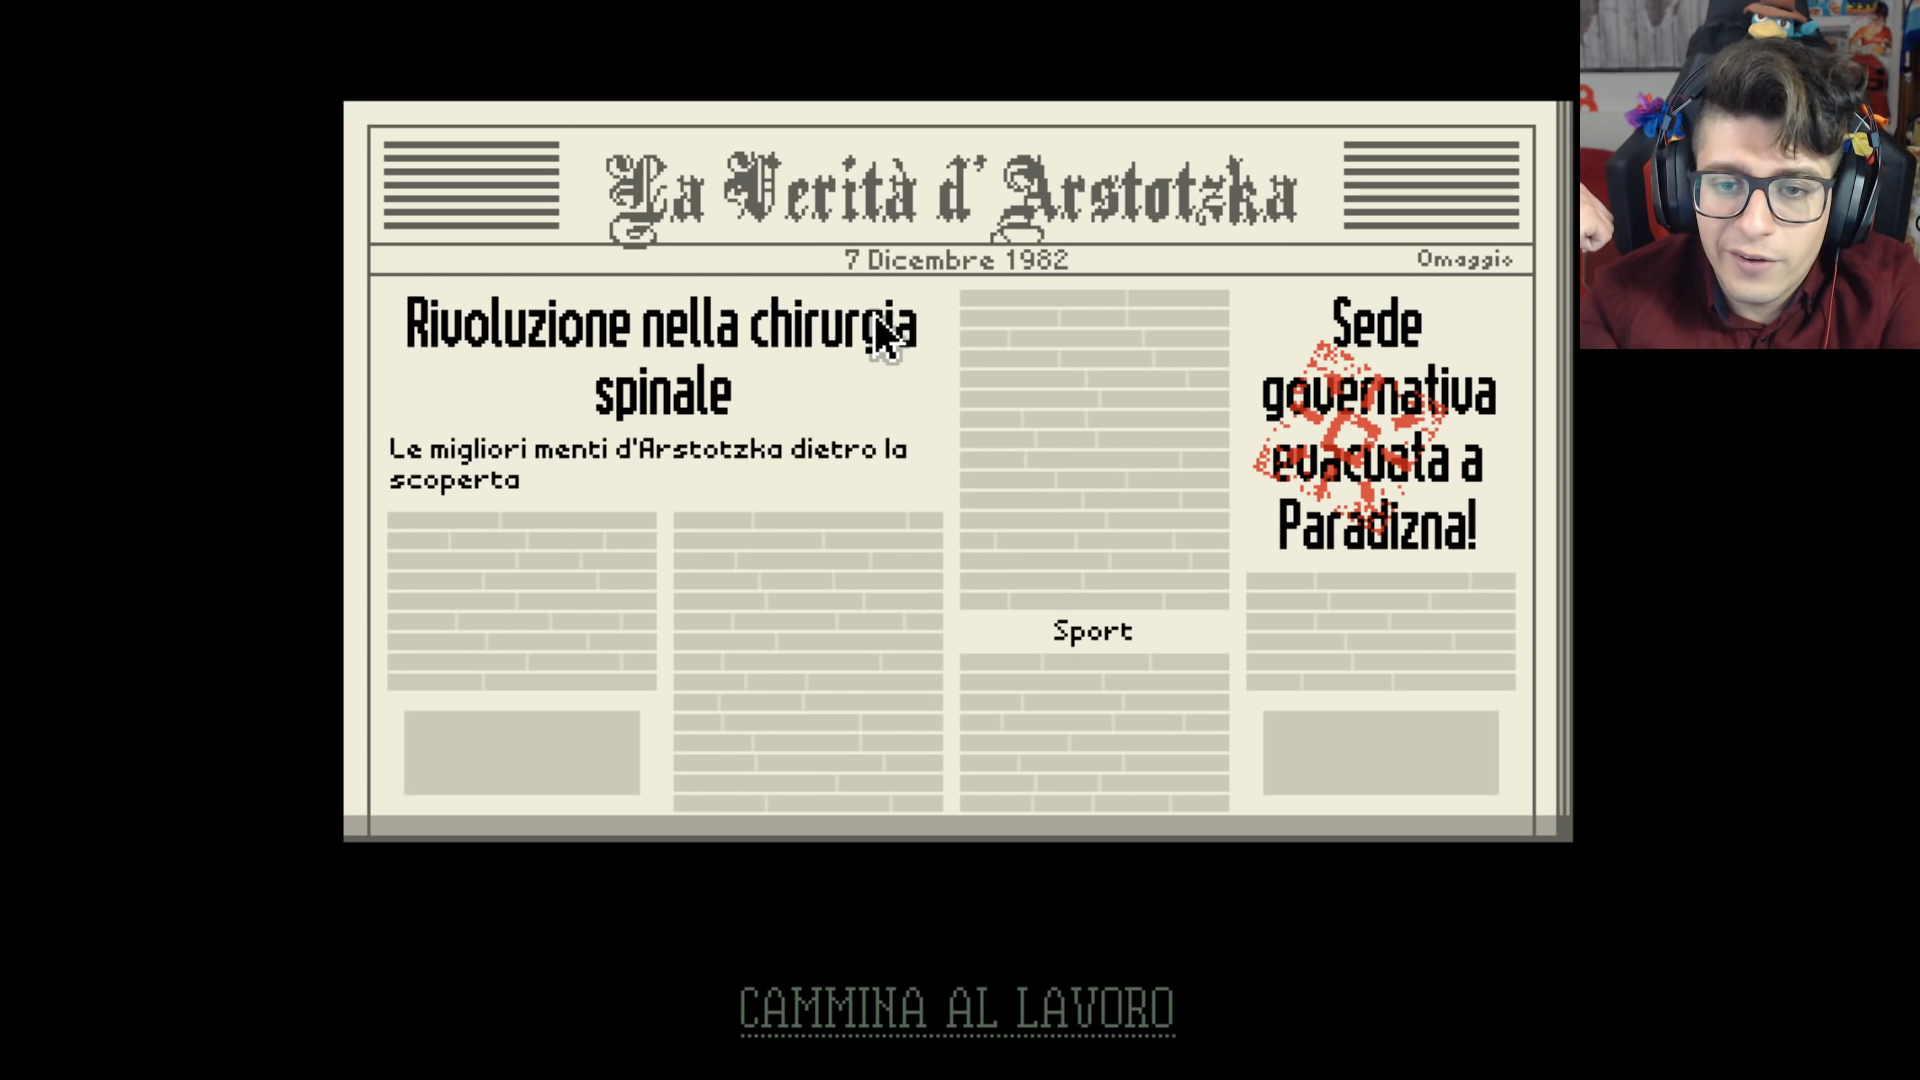 La Verità d'Arstotzka
7 Dicembre 1982
Omaggio
Rivoluzione nella chirurgia
spinale
Le migliori menti d'Arstotzka dietro la
scoperta
Sport
Sede
governativa
evacuata a
Paradizna!
CAMMINA AL LAVORO